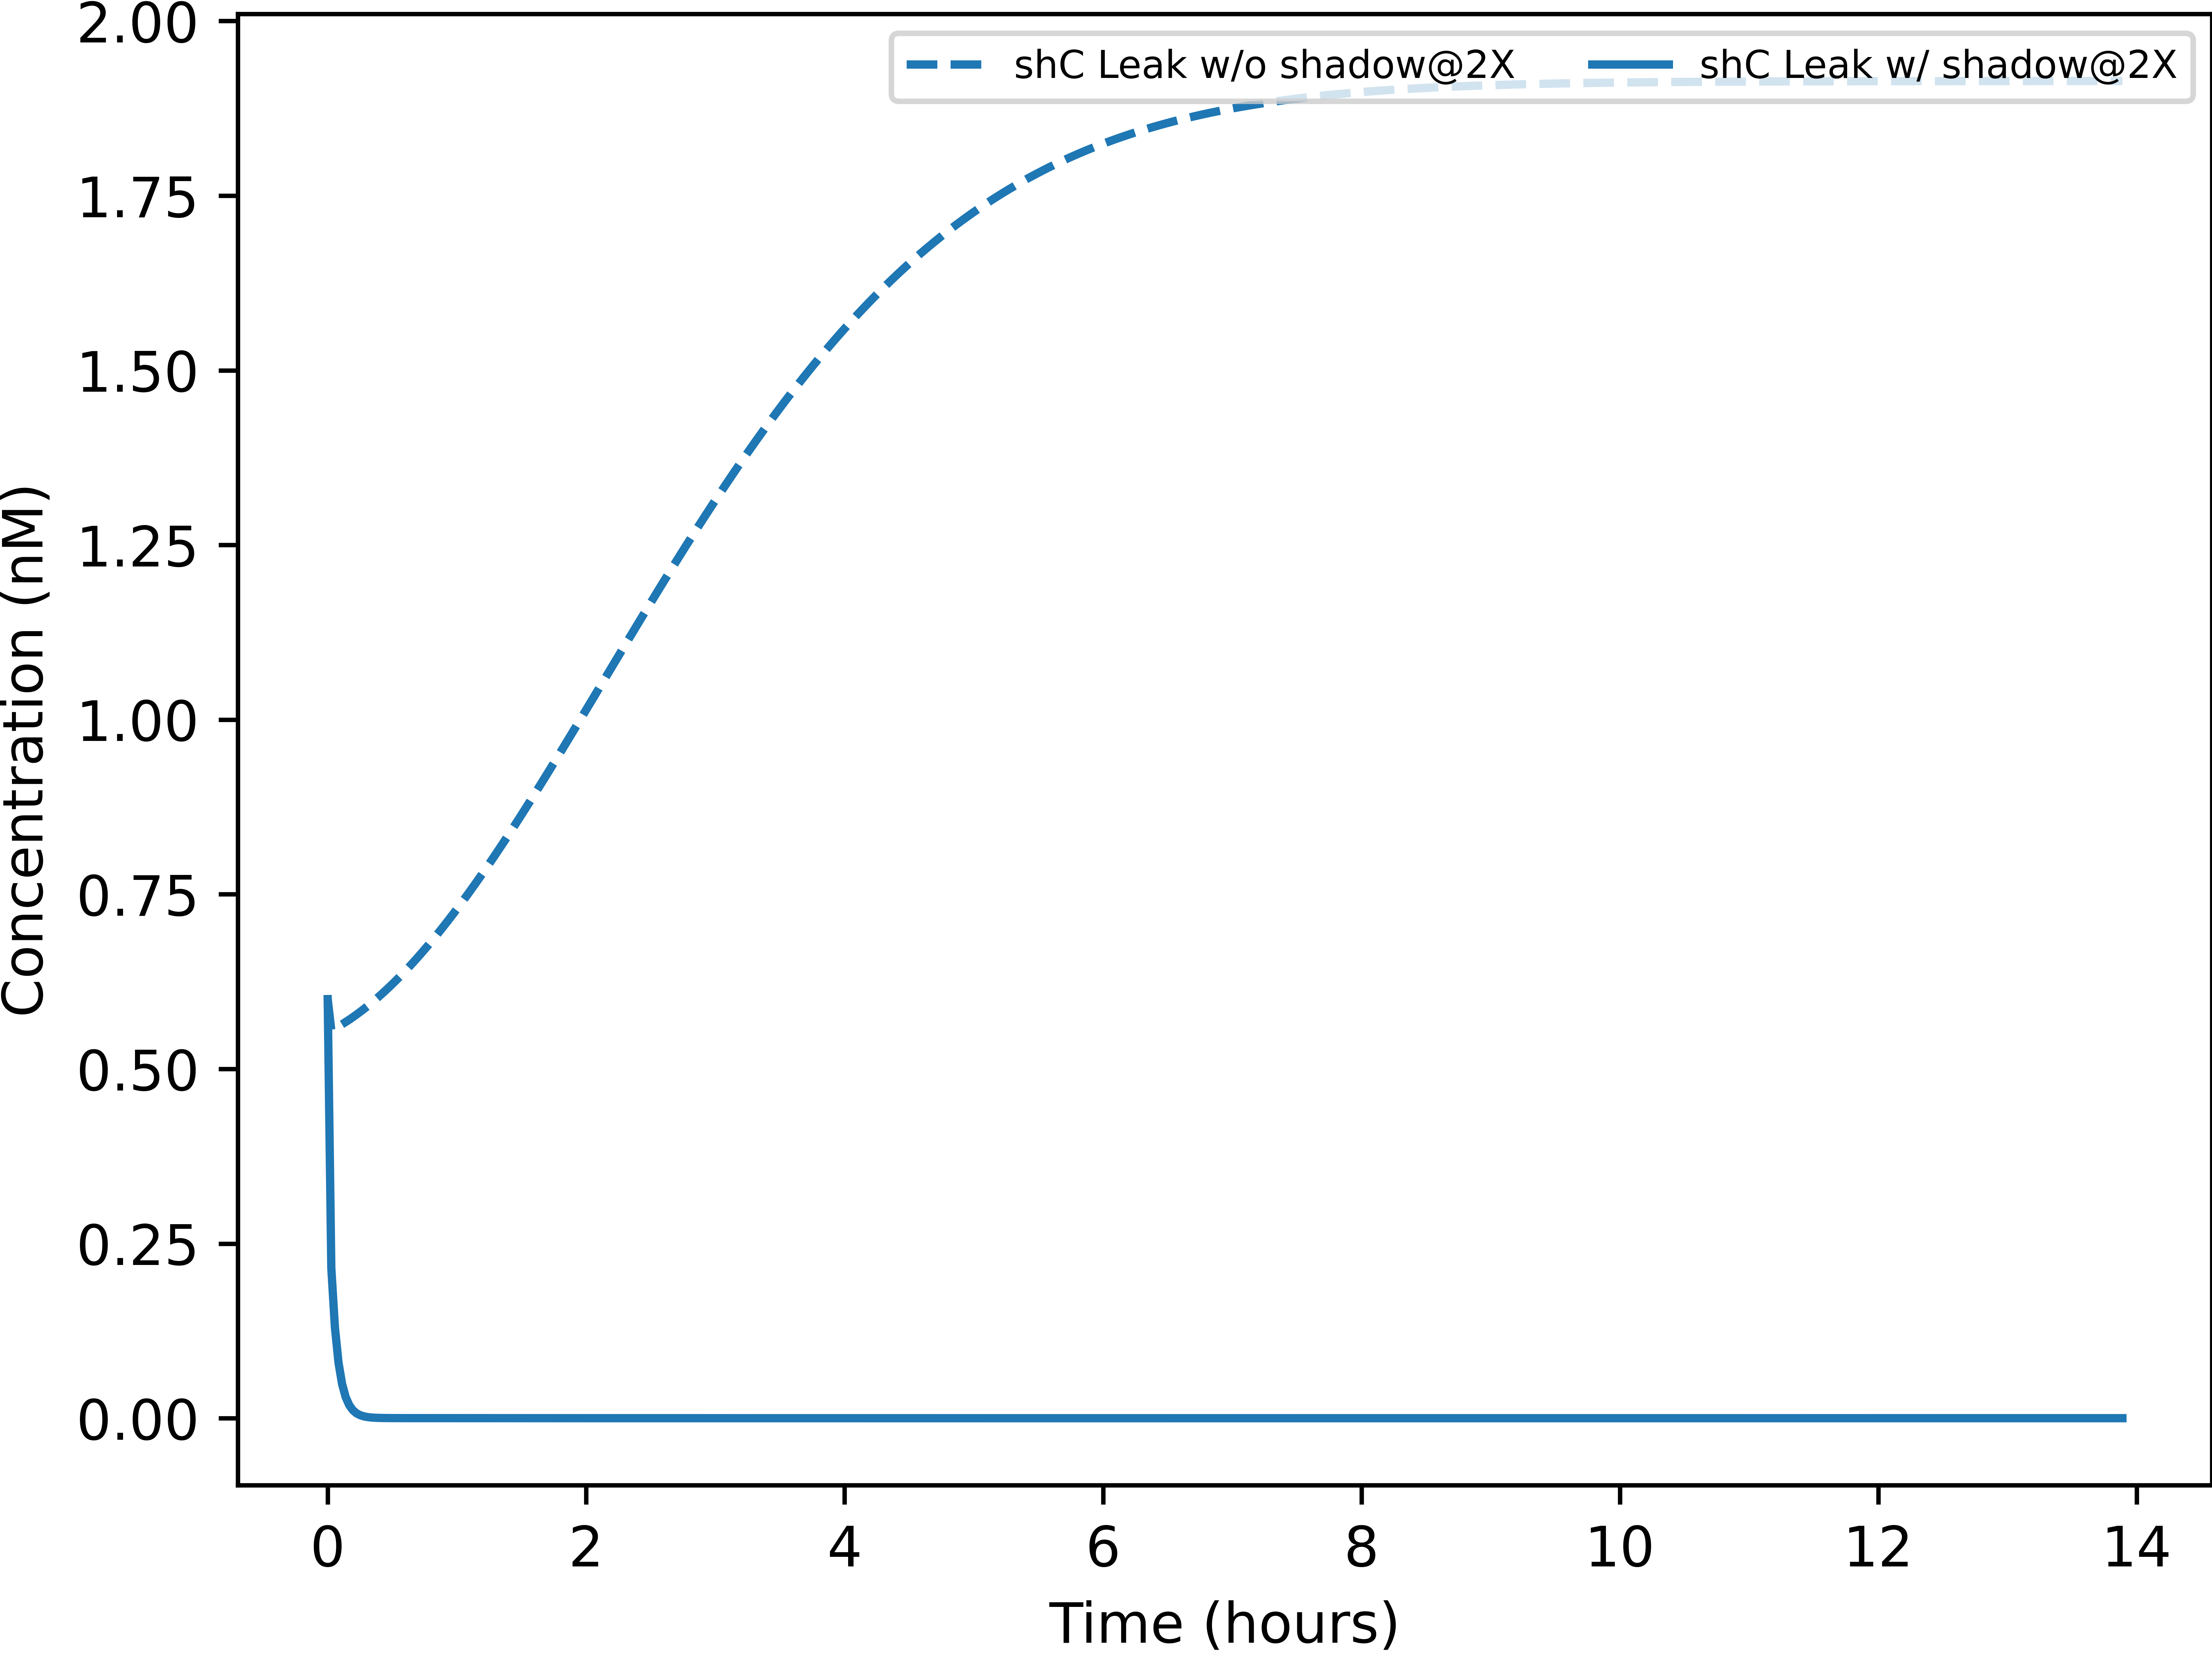 2.00
1.75
1.50
1.25
1.00
0.75
0.50
0.25
0.00
Concentration (nM)
shC Leak w/o shadow@2X
shC Leak w/ shadow@2X
0 2 4 6 8 10 12 14
Time (hours)